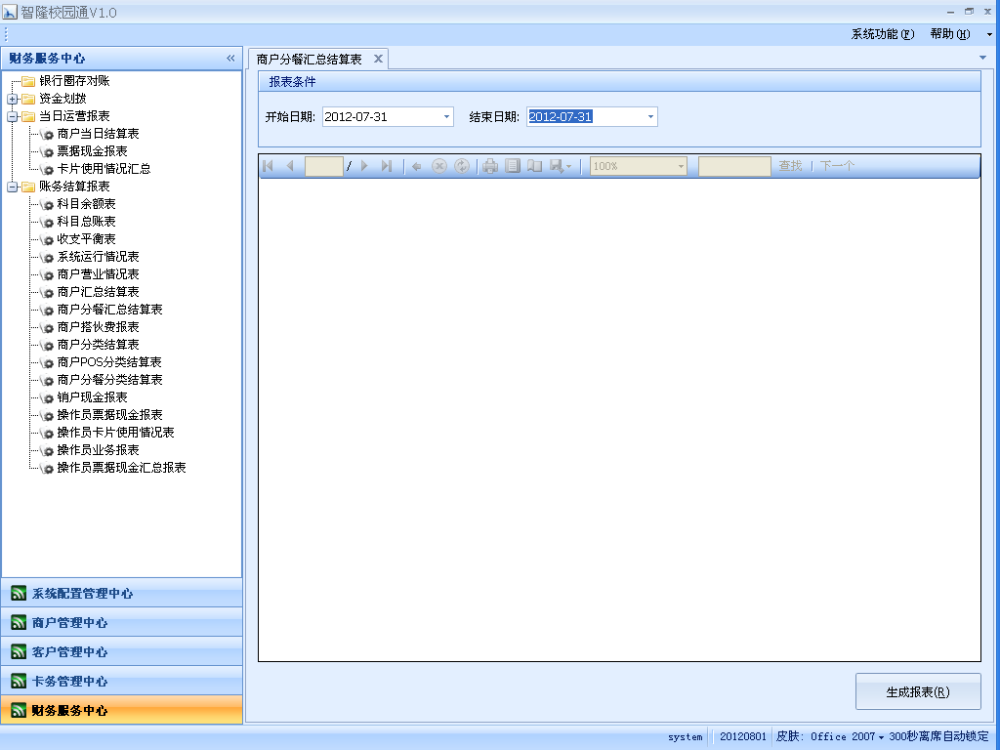 智隆校园通V1.0
系统功能(F) 帮助(H)
财务服务中心
银行圈存对账
资金划拨
当日运营报表
商户当日结算表
票据现金报表
卡片使用情况汇总
账务结算报表
科目余额表
科目总账表
收支平衡表
系统运行情况表
商户营业情况表
商户汇总结算表
商户分餐汇总结算表
商户搭伙费报表
商户分类结算表
商户POS分类结算表
商户分餐分类结算表
销户现金报表
操作员票据现金报表
操作员卡片使用情况表
操作员业务报表
操作员票据现金汇总报表
系统配置管理中心
商户管理中心
客户管理中心
卡务管理中心
财务服务中心
商户分餐汇总结算表
报表条件
开始日期: 2012-07-31 结束日期: 2012-07-31
/ 100% 查找 | 下一个
生成报表(R)
system 20120801 皮肤: Office 2007 300秒离席自动锁定